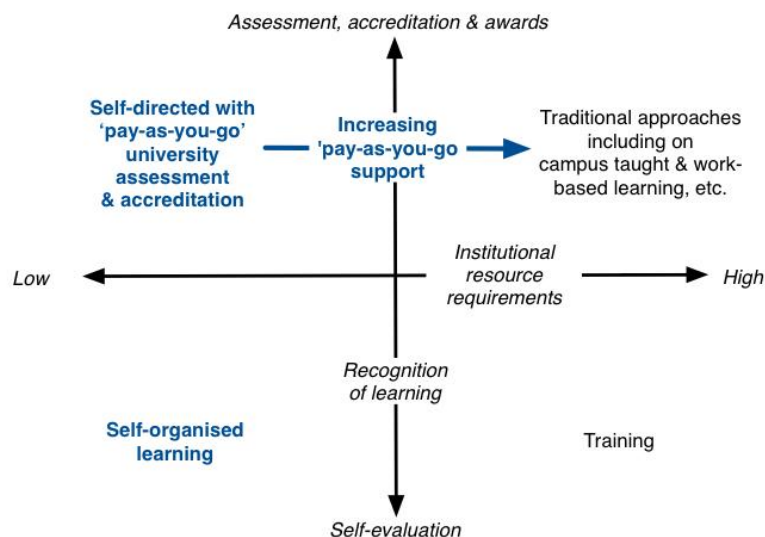 Assessment, accreditation & awards
Self-directed with
‘pay-as-you-go’
university
assessment
& accreditation
Increasing
'pay-as-you-go
support
Traditional approaches
including on
campus taught & work-
based learning, etc.
Low
Institutional
resource
requirements
High
Recognition
of learning
Self-organised
learning
Training
Self-evaluation